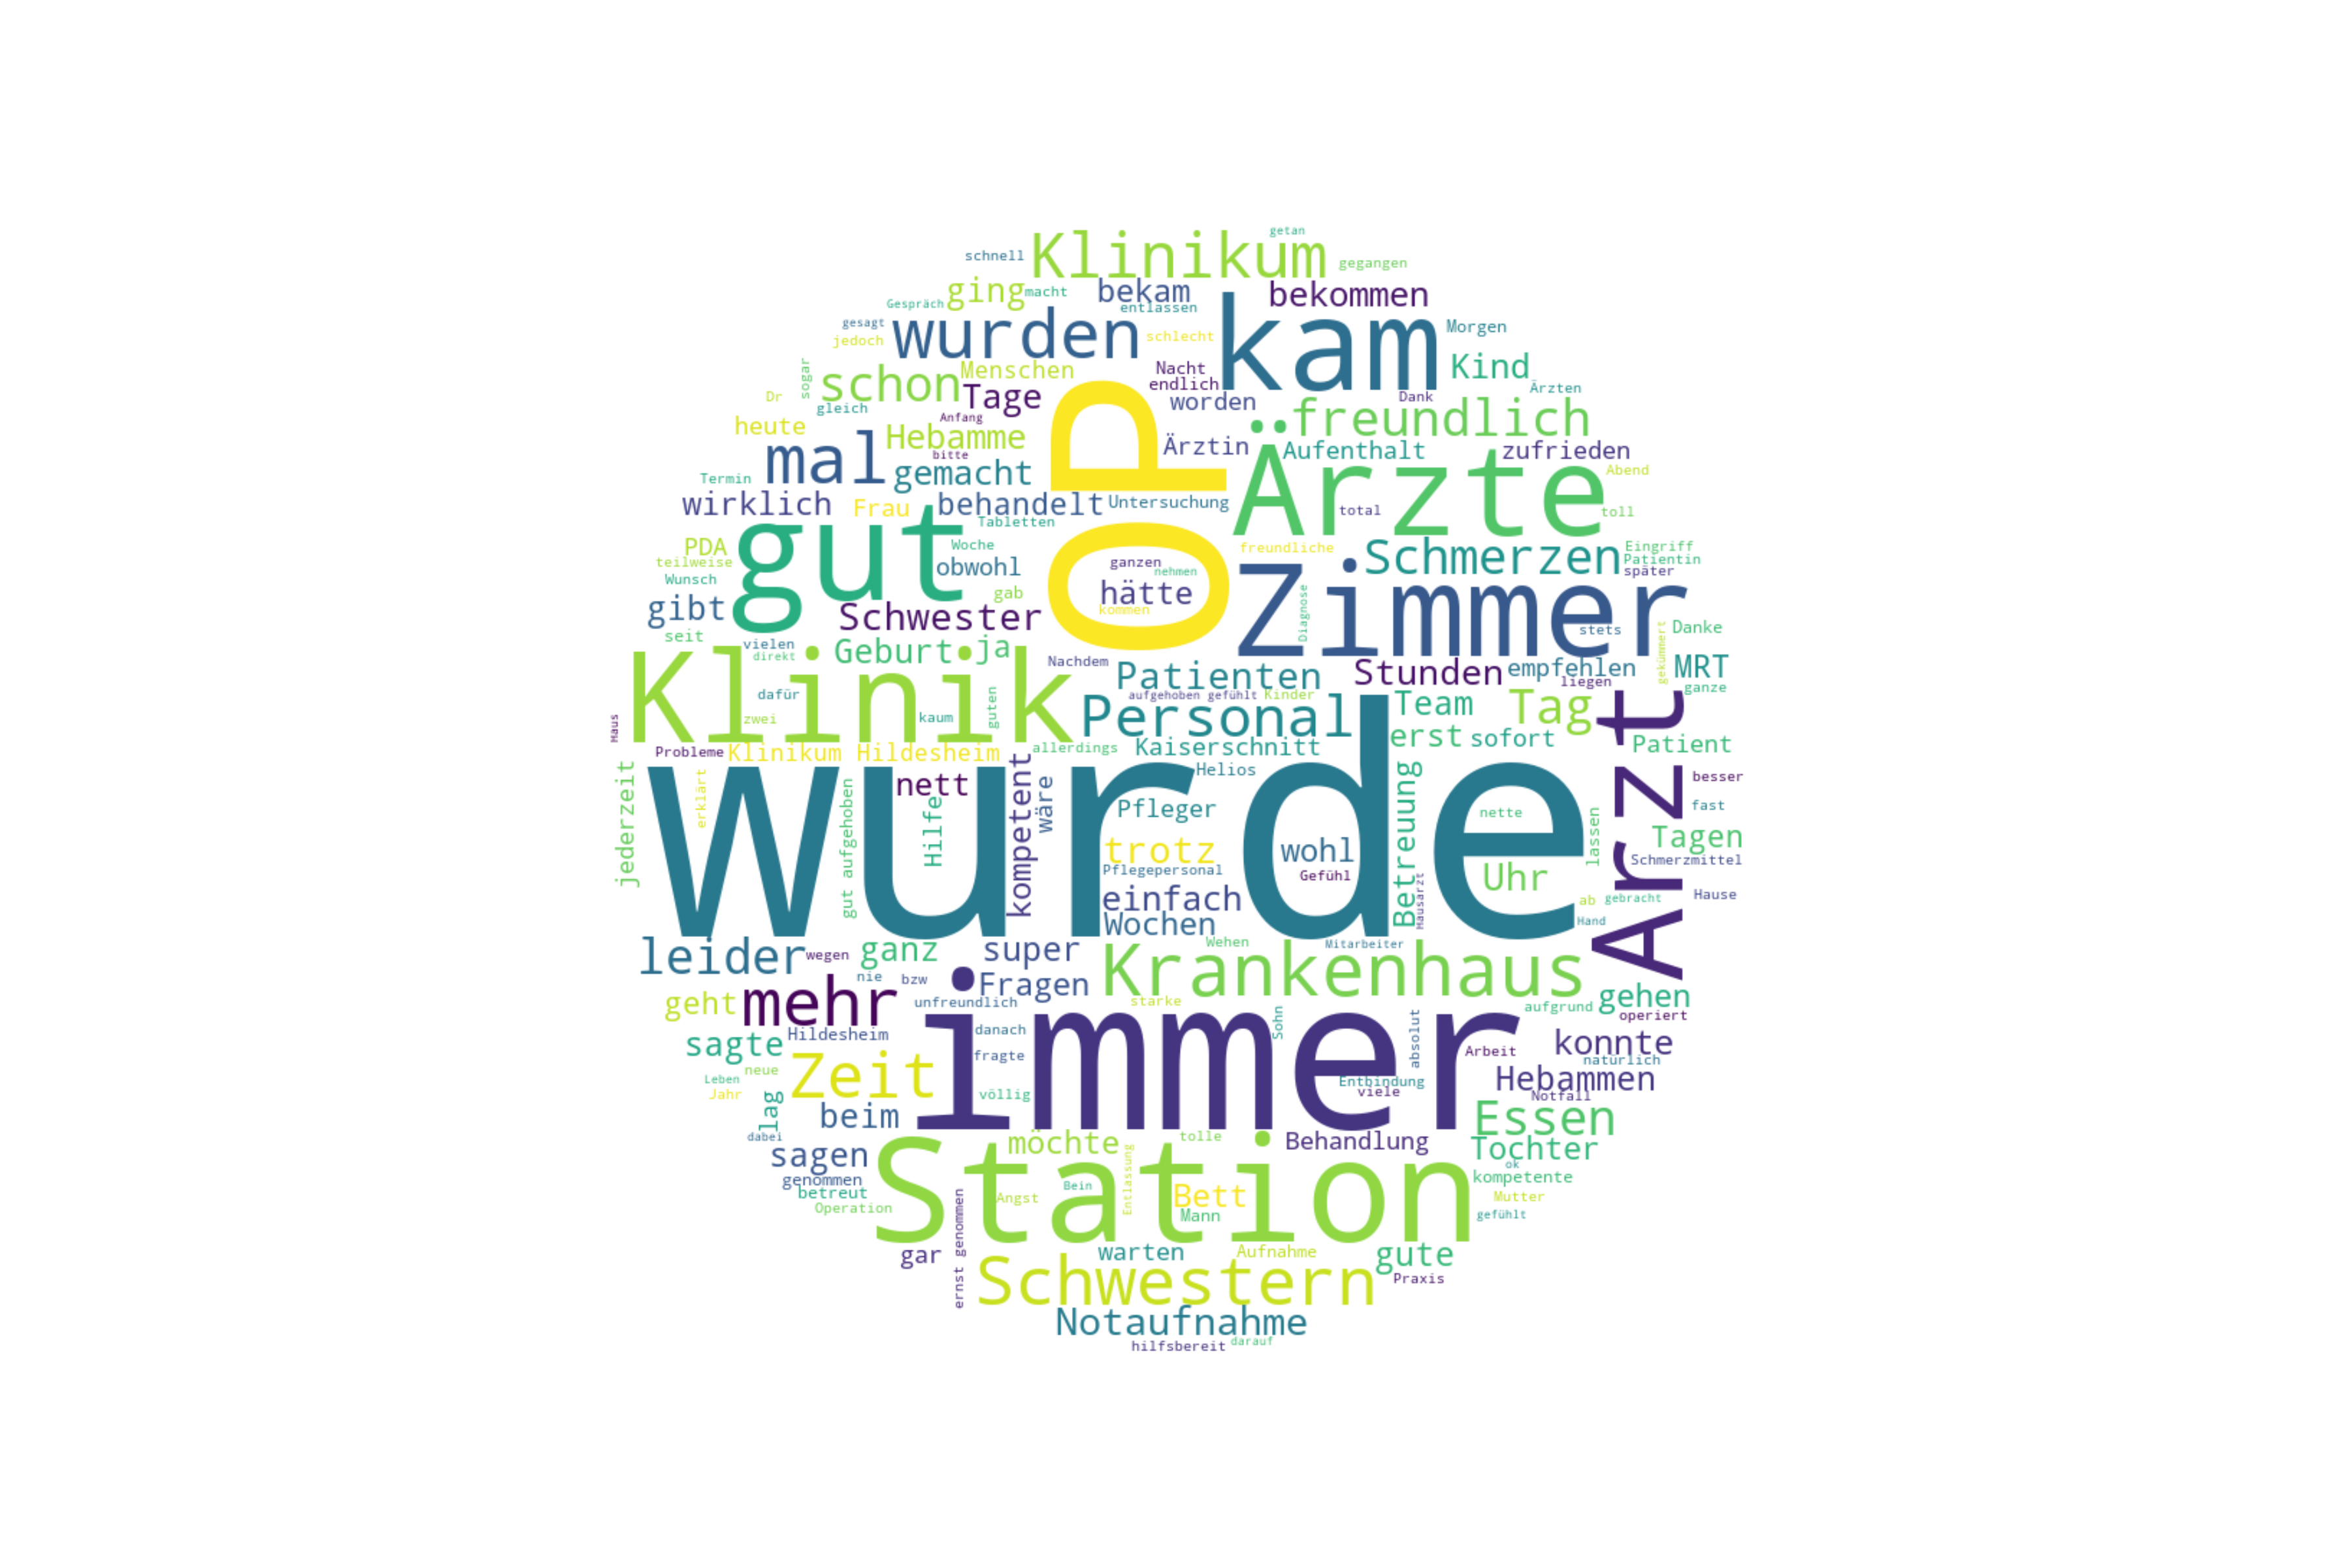 getan
Klinikum
schnell
gegangen
ging
macht
bekam
bekommen
Gespräch
entlassen
gesagt
wurden
kam
Morgen
jedoch
schlecht
sogar
schon
Menschen
Nacht
Kind
endlich
Ärzten
Dr
Tage
worden
Dank
gleich
Anfang
freundlich
heute
Hebamme
OP
Ärztin
Aufenthalt
zufrieden
mal
bitte
Ärzte
Abend
Termin
gemacht
wirklich
Frau
behandelt
Untersuchung
total
toll
gut
Tabletten
PDA
Woche
freundliche
Schmerzen
Eingriff
teilweise
obwohl
ganzen
Patientin
Wunsch
nehmen
später
gibt
gab
hätte
Zimmer
Schwester
kommen
Diagnose
stets
Danke
seit
vielen
Geburt
ja
gekümmert
direkt
Nachdem
Patienten
Stunden
empfehlen
MRT
Klinik
dafür
guten
aufgehoben gefühlt
Kinder
liegen
ganze
zwei
kaum
Personal
Team
Tag
Haus
Arzt
Probleme
Klinikum Hildesheim
allerdings
Kaiserschnitt
erst
sofort
Patient
wurde
Helios
besser
jederzeit
erklärt
nett
kompetent
wäre
Pfleger
Betreuung
nette
fast
gut aufgehoben
Hilfe
trotz
wohl
lassen
Tagen
Pflegepersonal
Gefühl
Uhr
Schmerzmittel
einfach
Hausarzt
ab
gebracht
Hause
Wochen
Hand
leider
wegen
ganz
super
Wehen
Mitarbeiter
nie
bzw
Fragen
Krankenhaus
geht
mehr
unfreundlich
starke
aufgrund
gehen
operiert
immer
Hildesheim
danach
Sohn
absolut
sagte
fragte
Arbeit
konnte
natürlich
Leben
neue
Zeit
Entbindung
Hebammen
Jahr
völlig
viele
Notfall
lag
beim
Essen
dabei
möchte
tolle
Behandlung
Tochter
sagen
Station
ok
genommen
kompetente
betreut
Angst
Bein
Entlassung
Bett
Mutter
Operation
Mann
gefühlt
gar
ernst genommen
warten
Aufnahme
gute
Schwestern
Praxis
Notaufnahme
hilfsbereit
darauf